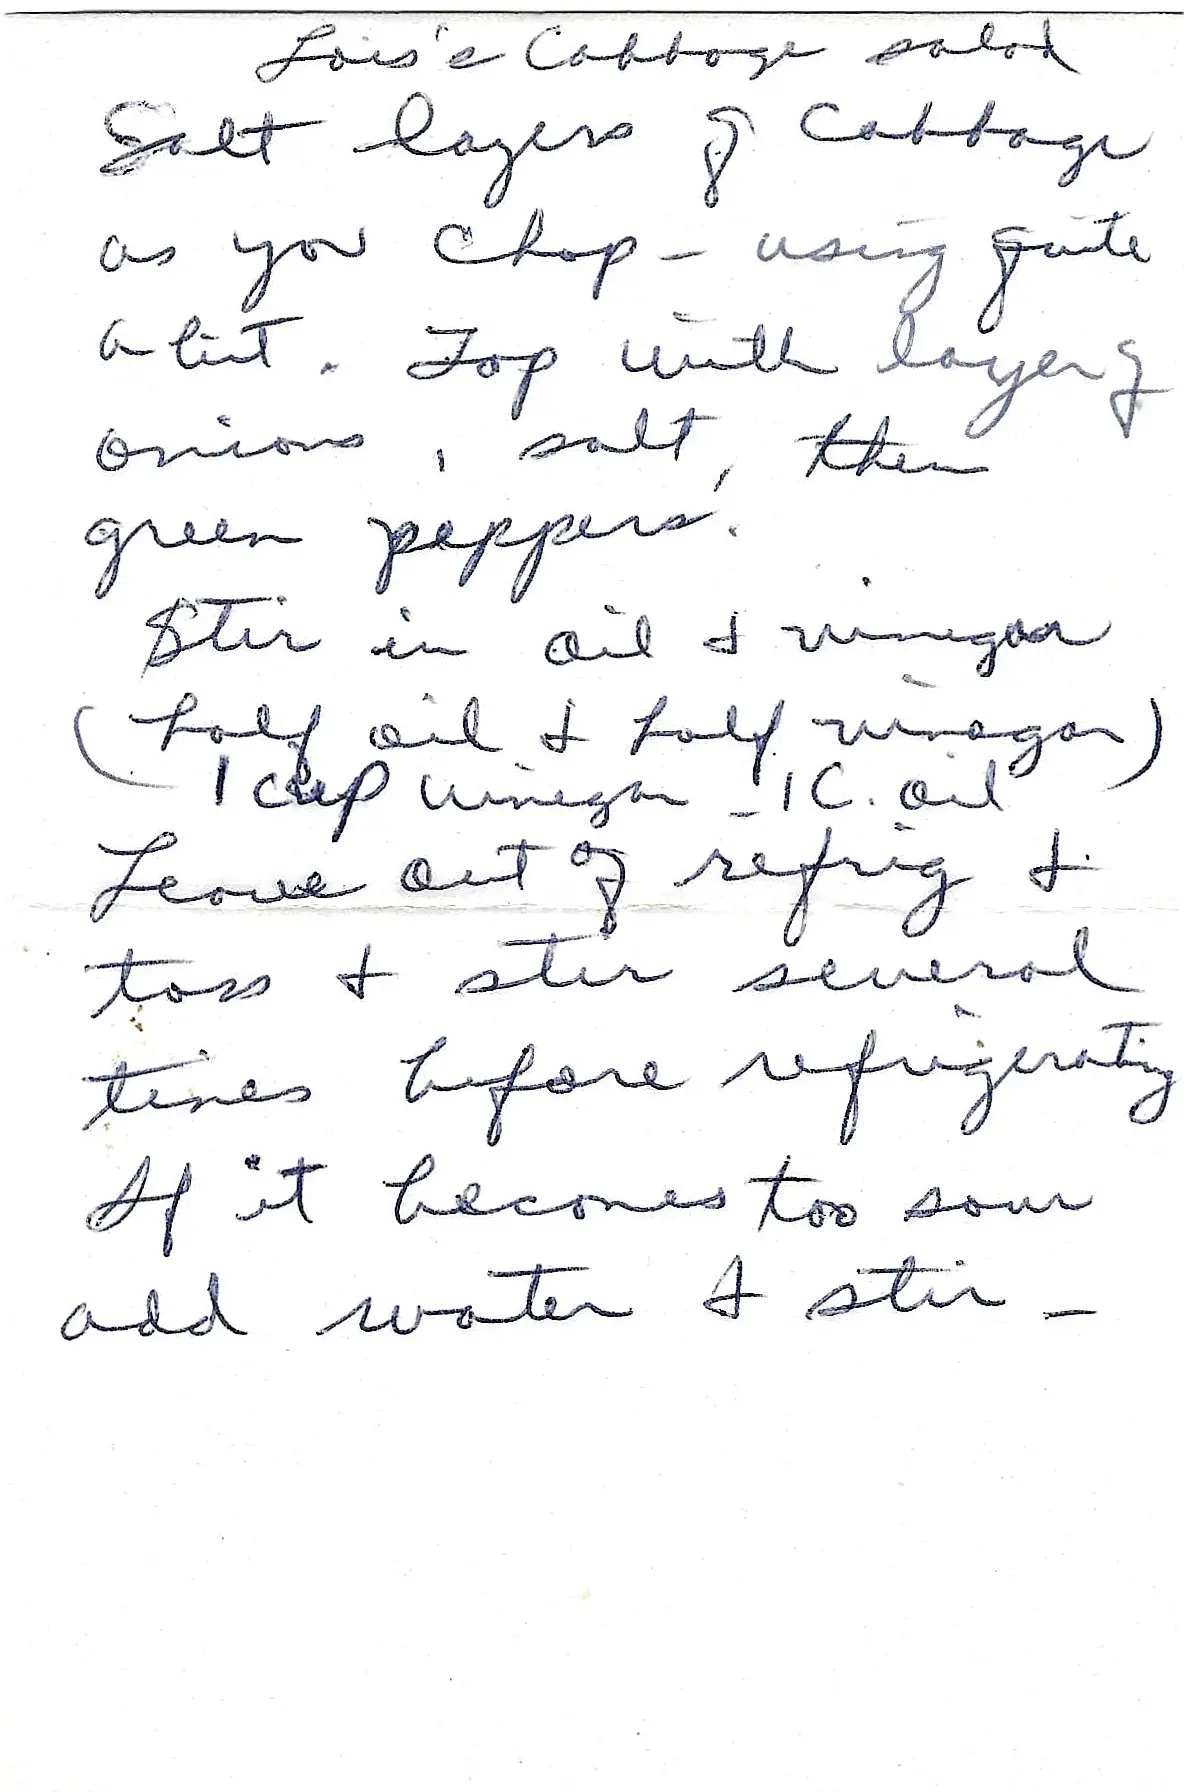 Lois's Cabbage salad
Salt layers of Cabbage
as you chop - using quite
a bit. Top with layer of
onions, salt, then
green peppers.
Stir in oil & vinegar
(half oil & half vinegar)
1 cup vinegar - 1 C. oil
Leave out of refrig &
toss & stir several
times before refrigerating
If it becomes too sour
add water & stir -